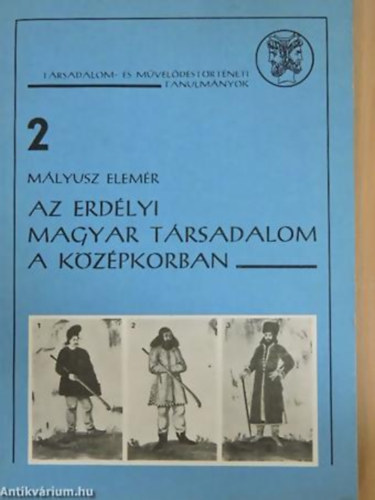 TÁRSADALOM- ÉS MŰVELŐDÉSTÖRTÉNETI
TANULMÁNYOK
2
MÁLYUSZ ELEMÉR
AZ ERDÉLYI
MAGYAR TÁRSADALOM
A KÖZÉPKORBAN
1 2 3
Antikvárium.hu